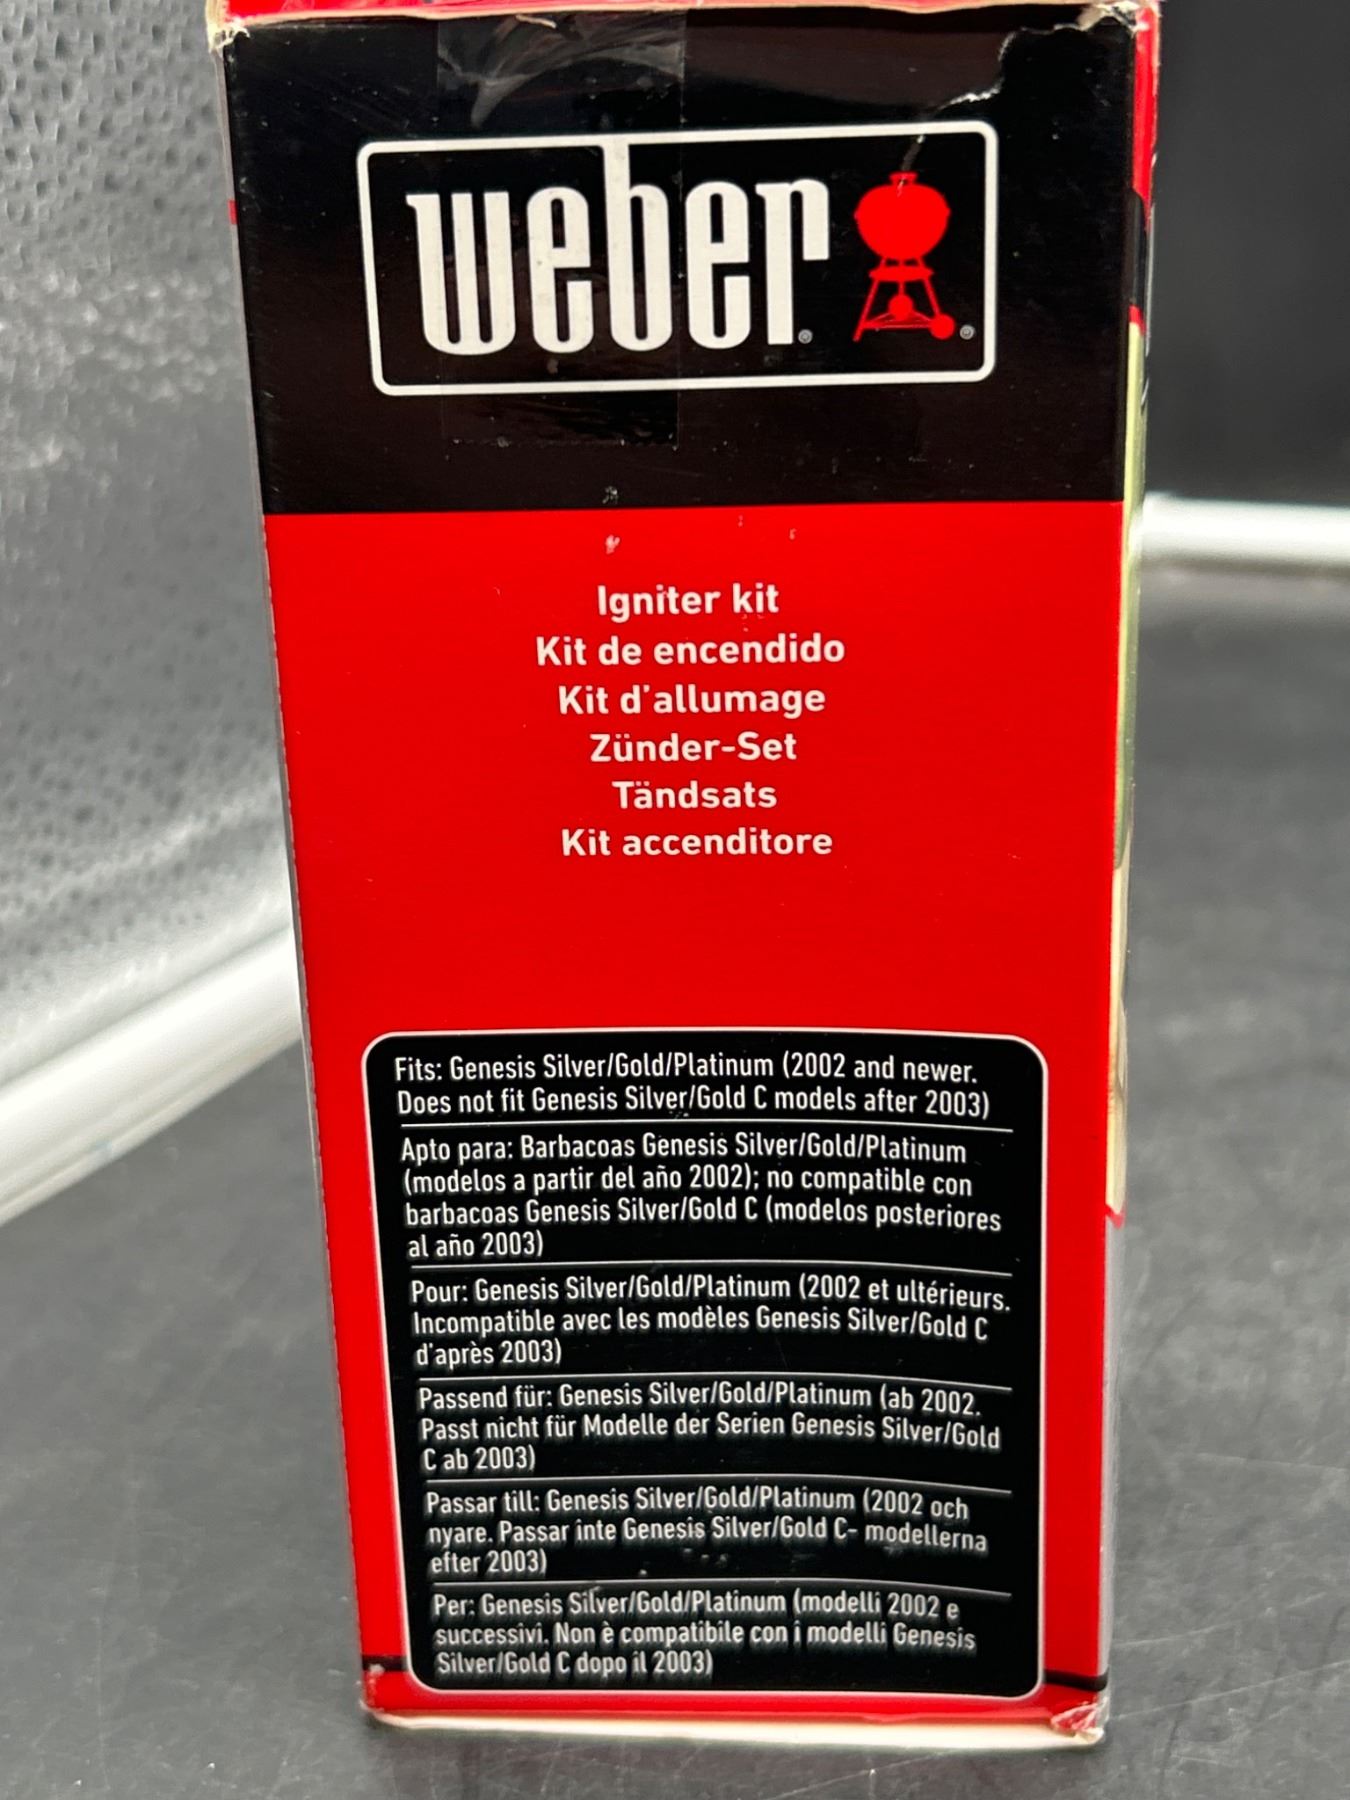 weber
Igniter kit
Kit de encendido
Kit d'allumage
Zünder-Set
Tändsats
Kit accenditore
Fits: Genesis Silver/Gold/Platinum (2002 and newer.
Does not fit Genesis Silver/Gold C models after 2003)
Apto para: Barbacoas Genesis Silver/Gold/Platinum
(modelos a partir del año 2002); no compatible con
barbacoas Genesis Silver/Gold C (modelos posteriores
al año 2003)
Pour: Genesis Silver/Gold/Platinum (2002 et ultérieurs.
Incompatible avec les modèles Genesis Silver/Gold C
d'après 2003)
Passend für: Genesis Silver/Gold/Platinum (ab 2002.
Passt nicht für Modelle der Serien Genesis Silver/Gold
C ab 2003)
Passar till: Genesis Silver/Gold/Platinum (2002 och
nyare. Passar inte Genesis Silver/Gold C- modellerna
efter 2003)
Per: Genesis Silver/Gold/Platinum (modelli 2002 e
successivi. Non è compatibile con i modelli Genesis
Silver/Gold C dopo il 2003)